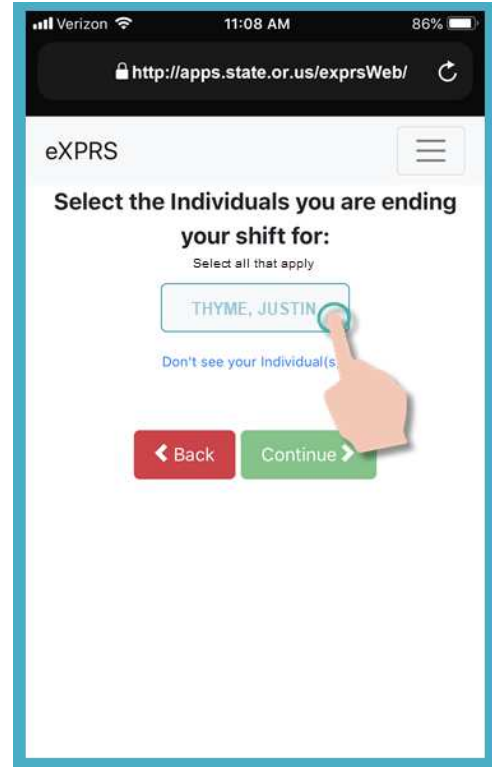 Verizon 11:08 AM 86%
http://apps.state.or.us/exprsWeb/
eXPRS
Select the Individuals you are ending
your shift for:
Select all that apply
THYME, JUSTIN
Don't see your Individual(s
Back Continue